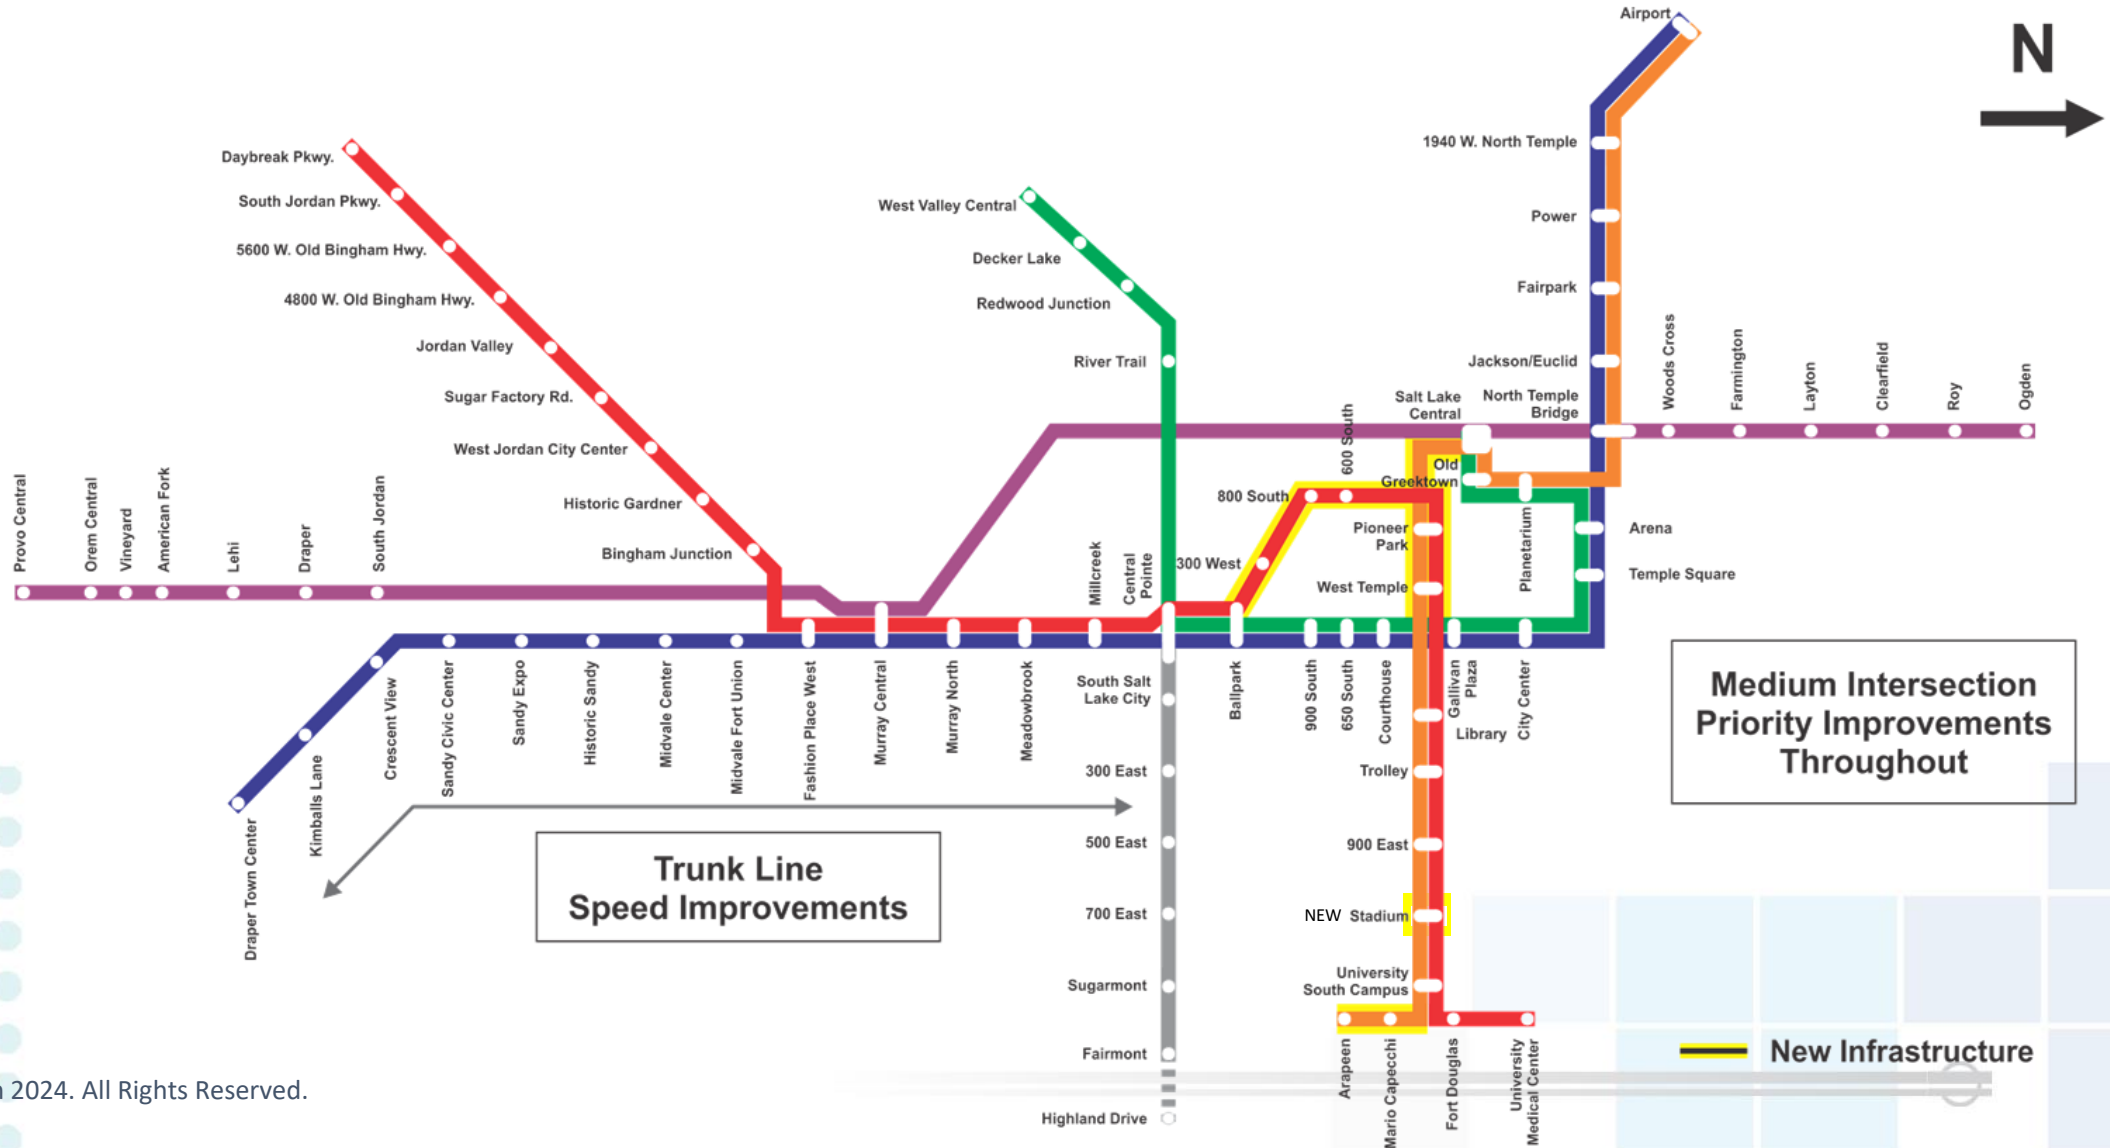 Airport
N
Daybreak Pkwy.
South Jordan Pkwy.
5600 W. Old Bingham Hwy.
4800 W. Old Bingham Hwy.
Jordan Valley
Sugar Factory Rd.
West Jordan City Center
Historic Gardner
Bingham Junction
West Valley Central
Decker Lake
Redwood Junction
River Trail
1940 W. North Temple
Power
Fairpark
Jackson/Euclid
North Temple
Bridge
Salt Lake
Central
Old
Greektown
Woods Cross
Farmington
Layton
Clearfield
Roy
Ogden
Provo Central
Orem Central
Vineyard
American Fork
Lehi
Draper
South Jordan
Millcreek
Central
Pointe
600 South
800 South
300 West
Pioneer
Park
West Temple
Planetarium
Arena
Temple Square
Draper Town Center
Kimballs Lane
Crescent View
Sandy Civic Center
Sandy Expo
Historic Sandy
Midvale Center
Midvale Fort Union
Fashion Place West
Murray Central
Murray North
Meadowbrook
South Salt
Lake City
Ballpark
900 South
650 South
Courthouse
Gallivan
Plaza
Library
City Center
300 East
500 East
700 East
Sugarmont
Fairmont
Highland Drive
Trolley
900 East
NEW Stadium
University
South Campus
Arapeen
Mario Capecchi
Fort Douglas
University
Medical Center
Trunk Line
Speed Improvements
Medium Intersection
Priority Improvements
Throughout
New Infrastructure
2024. All Rights Reserved.